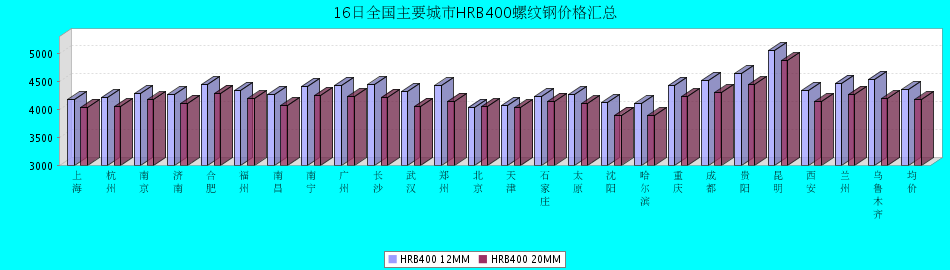 16日全国主要城市HRB400螺纹钢价格汇总
5000
4500
4000
3500
3000
上海
杭州
南京
济南
合肥
福州
南昌
南宁
广州
长沙
武汉
郑州
北京
天津
石家庄
太原
沈阳
哈尔滨
重庆
成都
贵阳
昆明
西安
兰州
乌鲁木齐
均价
HRB400 12MM HRB400 20MM